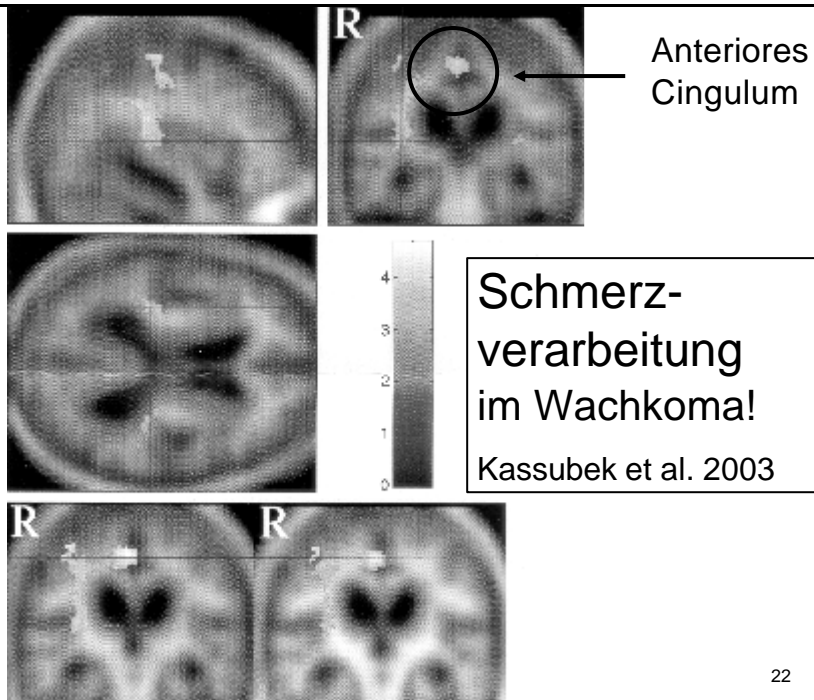 R
Anteriores
Cingulum
4
3
2
1
0
Schmerz-
verarbeitung
im Wachkoma!
Kassubek et al. 2003
R
R
22